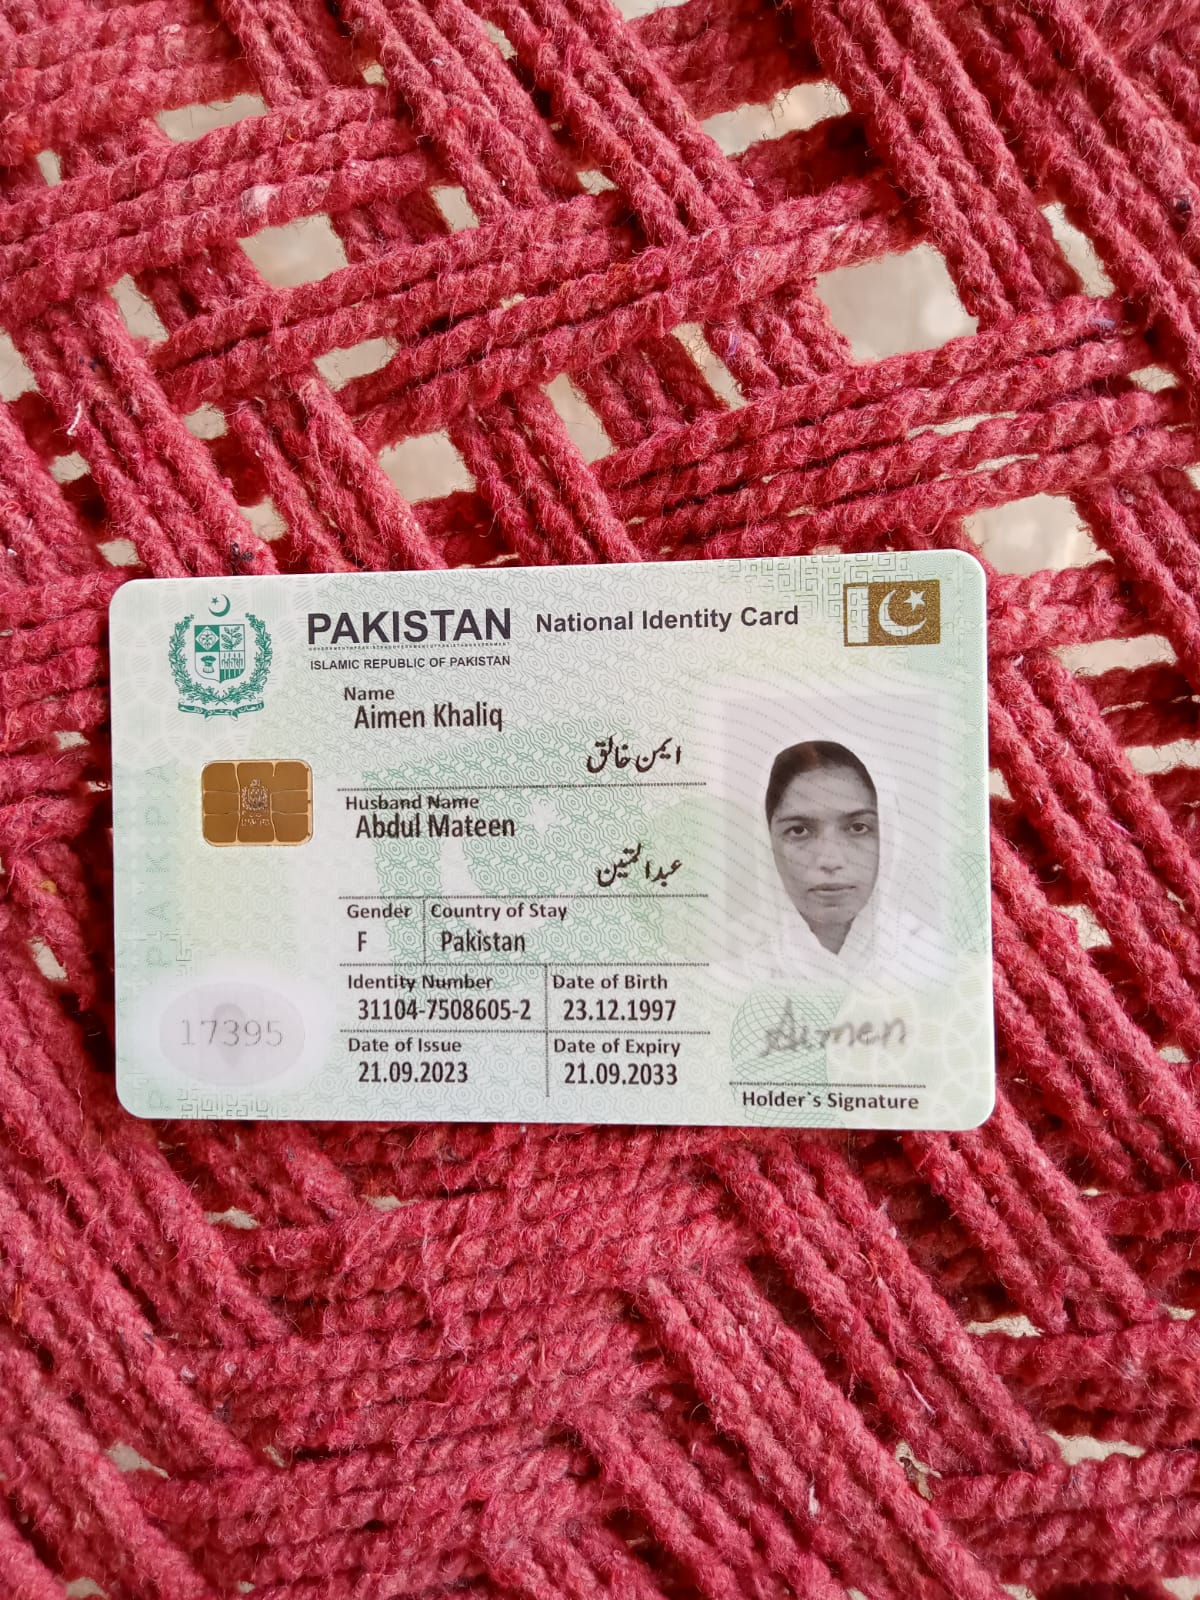 PAKISTAN National Identity Card
ISLAMIC REPUBLIC OF PAKISTAN
Name
Aimen Khaliq
ایمن خالق
Husband Name
Abdul Mateen
عبدالمتین
Gender Country of Stay
F Pakistan
Identity Number Date of Birth
31104-7508605-2 23.12.1997
Date of Issue Date of Expiry
21.09.2023 21.09.2033
17395
Aimen
Holder`s Signature